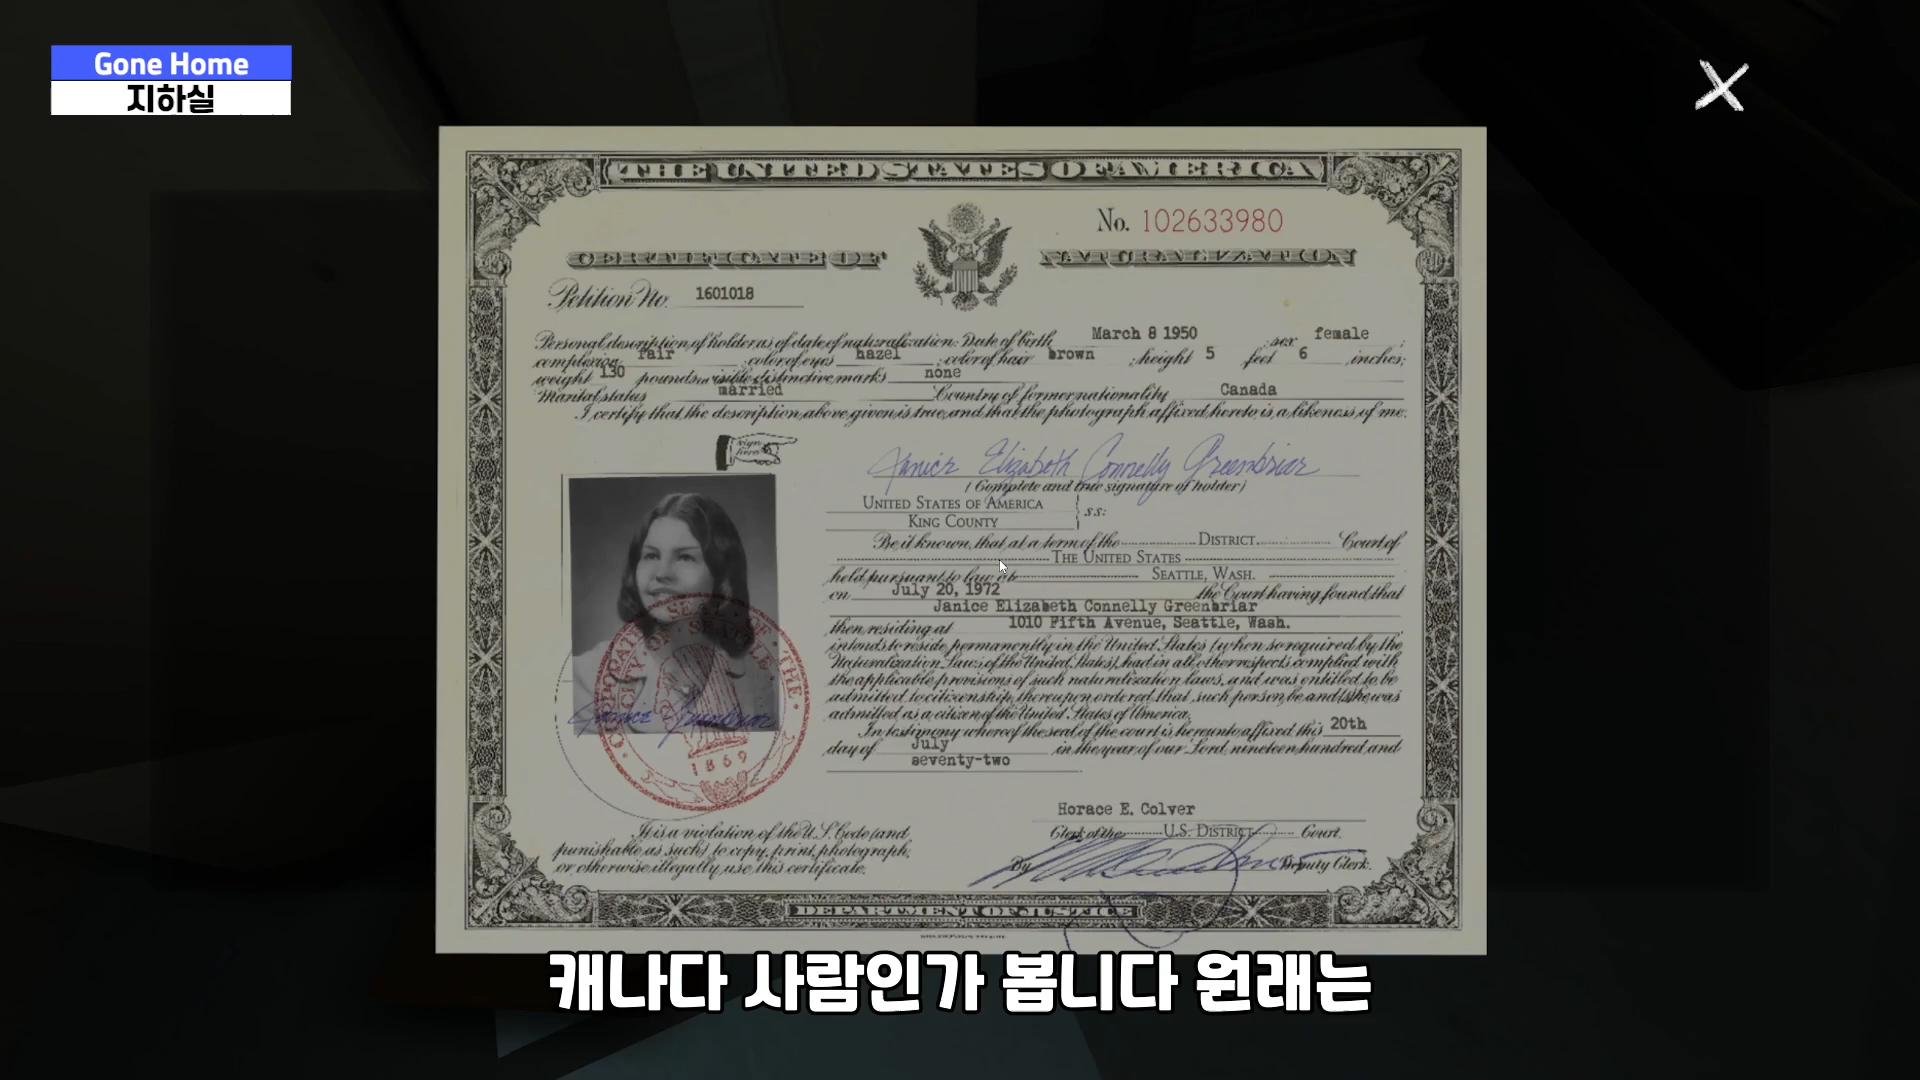 Gone Home
지하실
THE UNITED STATES OF AMERICA
No. 102633980
CERTIFICATE OF NATURALIZATION
Petition No. 1601018
Personal description of holder as of date of naturalization: Date of birth March 8 1950 ; sex female ;
complexion fair ; color of eyes hazel ; color of hair brown ; height 5 feet 6 inches;
weight 130 pounds; visible distinctive marks none
Marital status married Country of former nationality Canada
I certify that the description above given is true, and that the photograph affixed hereto is a likeness of me.
sign here
Janice Elizabeth Connelly Greenbriar
(Complete and true signature of holder)
UNITED STATES OF AMERICA
KING COUNTY
} ss:
Be it known, that at a term of the DISTRICT Court of
THE UNITED STATES
held pursuant to law at SEATTLE, WASH.
on July 20, 1972 the Court having found that
Janice Elizabeth Connelly Greenbriar
then residing at 1010 Fifth Avenue, Seattle, Wash.
intends to reside permanently in the United States (when so required by the
Naturalization Laws of the United States), had in all other respects complied with
the applicable provisions of such naturalization laws, and was entitled to be
admitted to citizenship, thereupon ordered that such person be and (s)he was
admitted as a citizen of the United States of America.
In testimony whereof the seal of the court is hereunto affixed this 20th
day of July in the year of our Lord nineteen hundred and
seventy-two
Janice Greenbriar
CORPORATE SEAL OF THE
CITY OF SEATTLE
1869
Horace E. Colver
Clerk of the U.S. DISTRICT Court.
By Deputy Clerk.
It is a violation of the U.S. Code (and
punishable as such) to copy, print, photograph,
or otherwise illegally use this certificate.
DEPARTMENT OF JUSTICE
캐나다 사람인가 봅니다 원래는